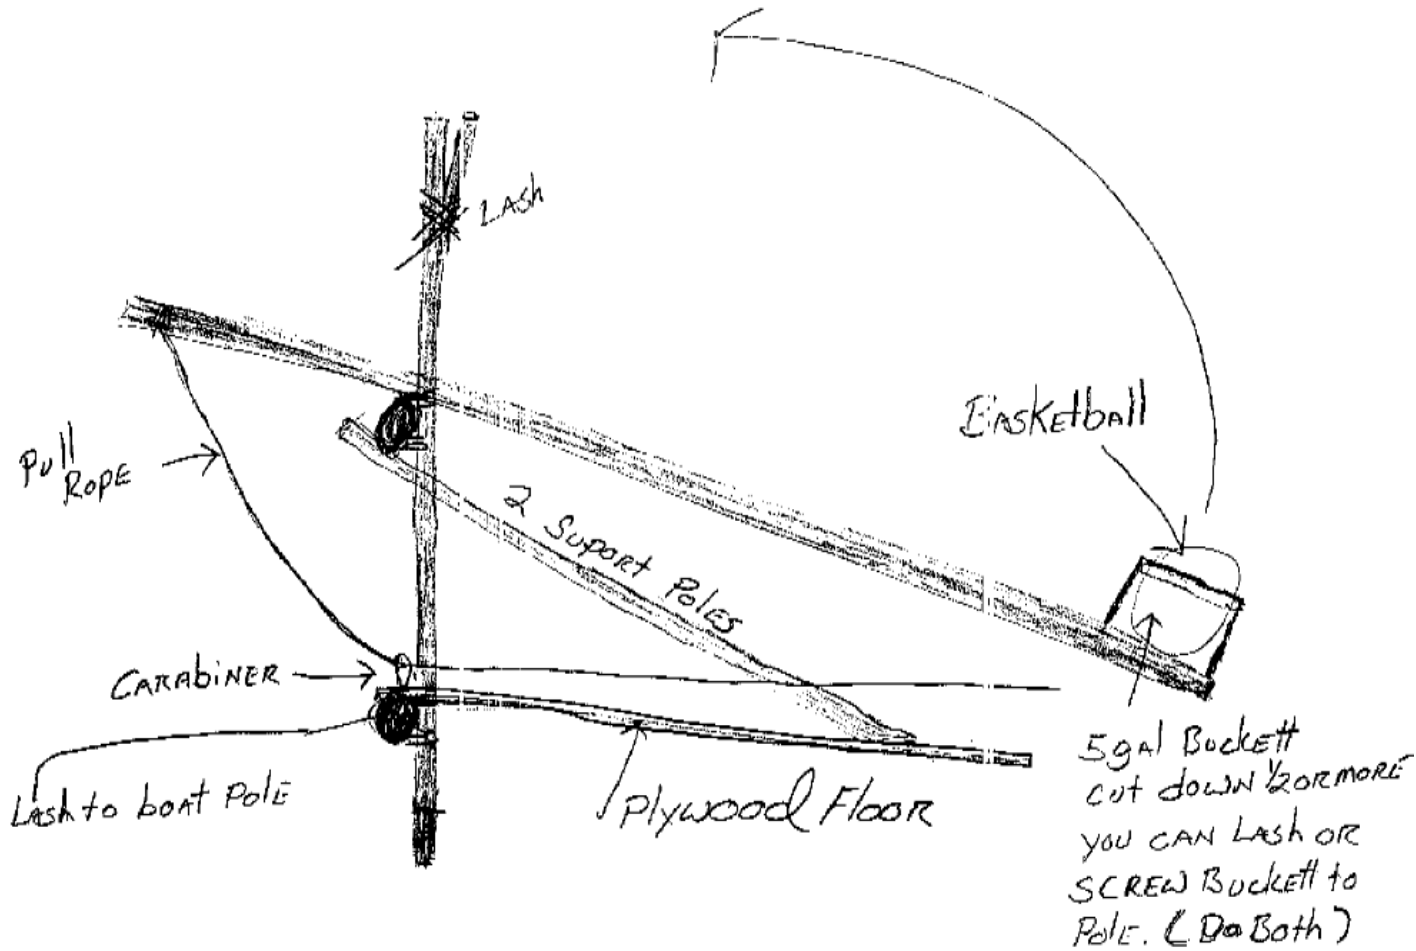 LASH
BASKEtbAll
Pull
ROPE
2 Suport PolES
CARAbiNER
LASh to boat PolE
Plywood FlooR
5gAl BuckEtt
cut dowN 1/2 OR MORE
you CAN LASh OR
SCREW BuckEtt to
PolE. (Do Both)